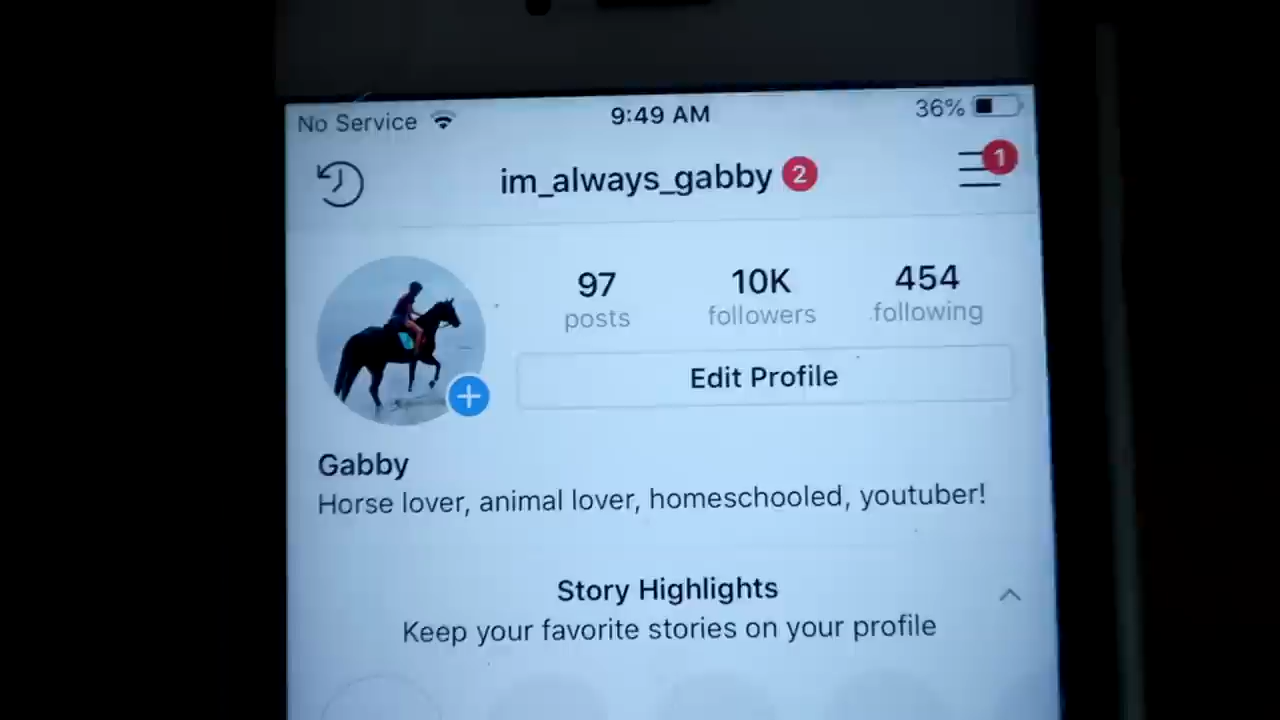 No Service 9:49 AM 36%
im_always_gabby 2 1
97 10K 454
posts followers following
Edit Profile
Gabby
Horse lover, animal lover, homeschooled, youtuber!
Story Highlights
Keep your favorite stories on your profile